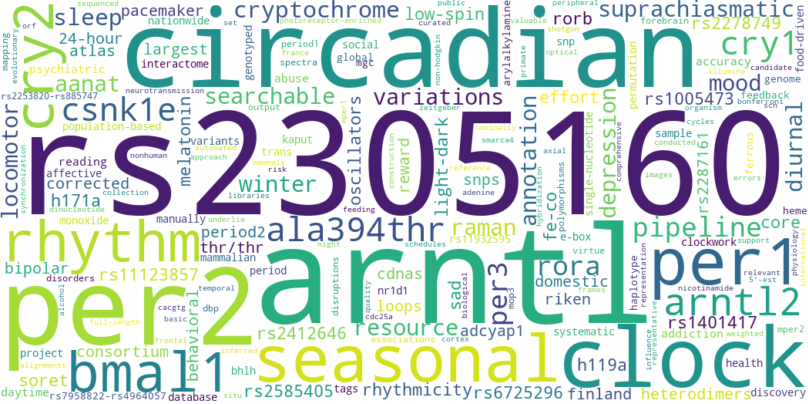 rs2305160
circadian
arntl
per2
clock
rhythm
seasonal
per1
bmal1
cry2
cry1
arntl2
ala394thr
csnk1e
pipeline
rora
per3
winter
variations
resource
suprachiasmatic
cryptochrome
sleep
mood
aanat
depression
annotation
raman
searchable
locomotor
diurnal
melatonin
oscillators
light-dark
effort
rorb
low-spin
pacemaker
24-hour
atlas
largest
nationwide
interactome
mgc
social
global
abuse
spectra
period1
france
photoreceptor-enriched
set
genotyped
psychiatric
population-based
rs2253820-rs885747
neurotransmission
reading
affective
corrected
h171a
variants
collection
dinucleotide
synchronization
nonhuman
automated
approach
output
kaput
trans
mammals
risk
libraries
feeding
construction
zeitgeber
reward
snps
nominally
smarca4
reference
adenine
non-hodgkin
curated
public
optical
shotgun
valuable
peripheral
forebrain
arylalkylamine
snp
illumina
candidate
permutation
accuracy
genome
feedback
bonferroni
scn
organism
cycles
rs2278749
rs1005473
sample
conducted
comprehensive
errors
images
ferrous
rs2287161
single-nucleotide
polymorphisms
hybridization
axial
fe-co
e-box
virtue
food-driven
sequenced
orf
evolutionary
mapping
manually
underlie
period2
thr/thr
mammalian
monoxide
bipolar
rs11123857
disorders
behavioral
temporal
dbp
period
night
schedules
rs11932595
cdnas
loops
nr1d1
mop3
cdc25a
quality
disruptions
sad
biological
adcyap1
domestic
riken
systematic
haplotype
representation
clockwork
support
core
heme
physiology
relevant
5'-est
nicotinamide
rs1401417
addiction
weighted
mper2
influence
representative
h119a
frames
cortex
associations
rs2412646
alcohol
cacgtg
basic
full-length
frontal
project
alignments
consortium
soret
inferred
bhlh
situ
daytime
rs7958822-rs4964057
database
rs2585405
tags
rhythmicity
rs6725296
finland
heterodimers
health
discovery